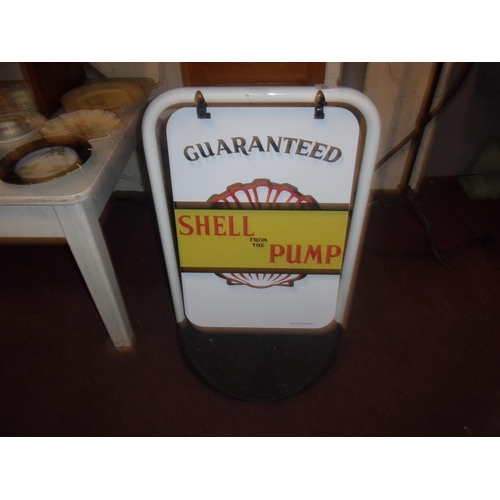 GUARANTEED
SHELL FROM THE PUMP